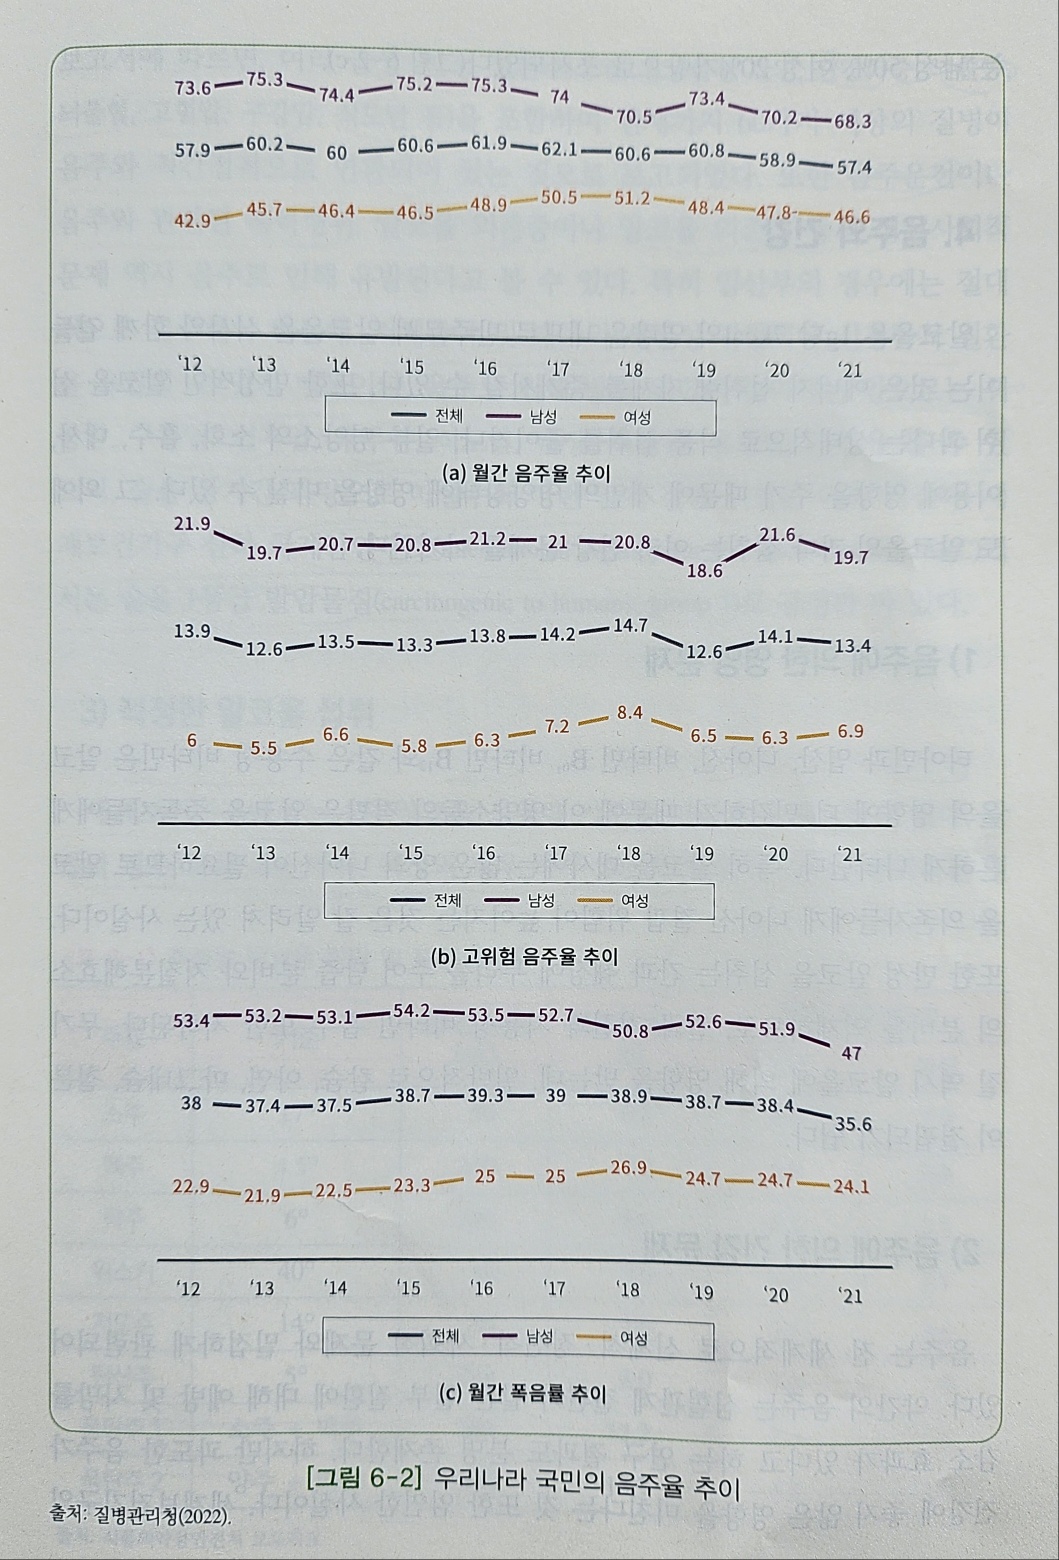 73.6 75.3 74.4 75.2 75.3 74 70.5 73.4 70.2 68.3
57.9 60.2 60 60.6 61.9 62.1 60.6 60.8 58.9 57.4
42.9 45.7 46.4 46.5 48.9 50.5 51.2 48.4 47.8 46.6
‘12 ‘13 ‘14 ‘15 ‘16 ‘17 ‘18 ‘19 ‘20 ‘21
전체 남성 여성
(a) 월간 음주율 추이
21.9 19.7 20.7 20.8 21.2 21 20.8 18.6 21.6 19.7
13.9 12.6 13.5 13.3 13.8 14.2 14.7 12.6 14.1 13.4
6 5.5 6.6 5.8 6.3 7.2 8.4 6.5 6.3 6.9
‘12 ‘13 ‘14 ‘15 ‘16 ‘17 ‘18 ‘19 ‘20 ‘21
전체 남성 여성
(b) 고위험 음주율 추이
53.4 53.2 53.1 54.2 53.5 52.7 50.8 52.6 51.9 47
38 37.4 37.5 38.7 39.3 39 38.9 38.7 38.4 35.6
22.9 21.9 22.5 23.3 25 25 26.9 24.7 24.7 24.1
‘12 ‘13 ‘14 ‘15 ‘16 ‘17 ‘18 ‘19 ‘20 ‘21
전체 남성 여성
(c) 월간 폭음률 추이
[그림 6-2] 우리나라 국민의 음주율 추이
출처: 질병관리청(2022).